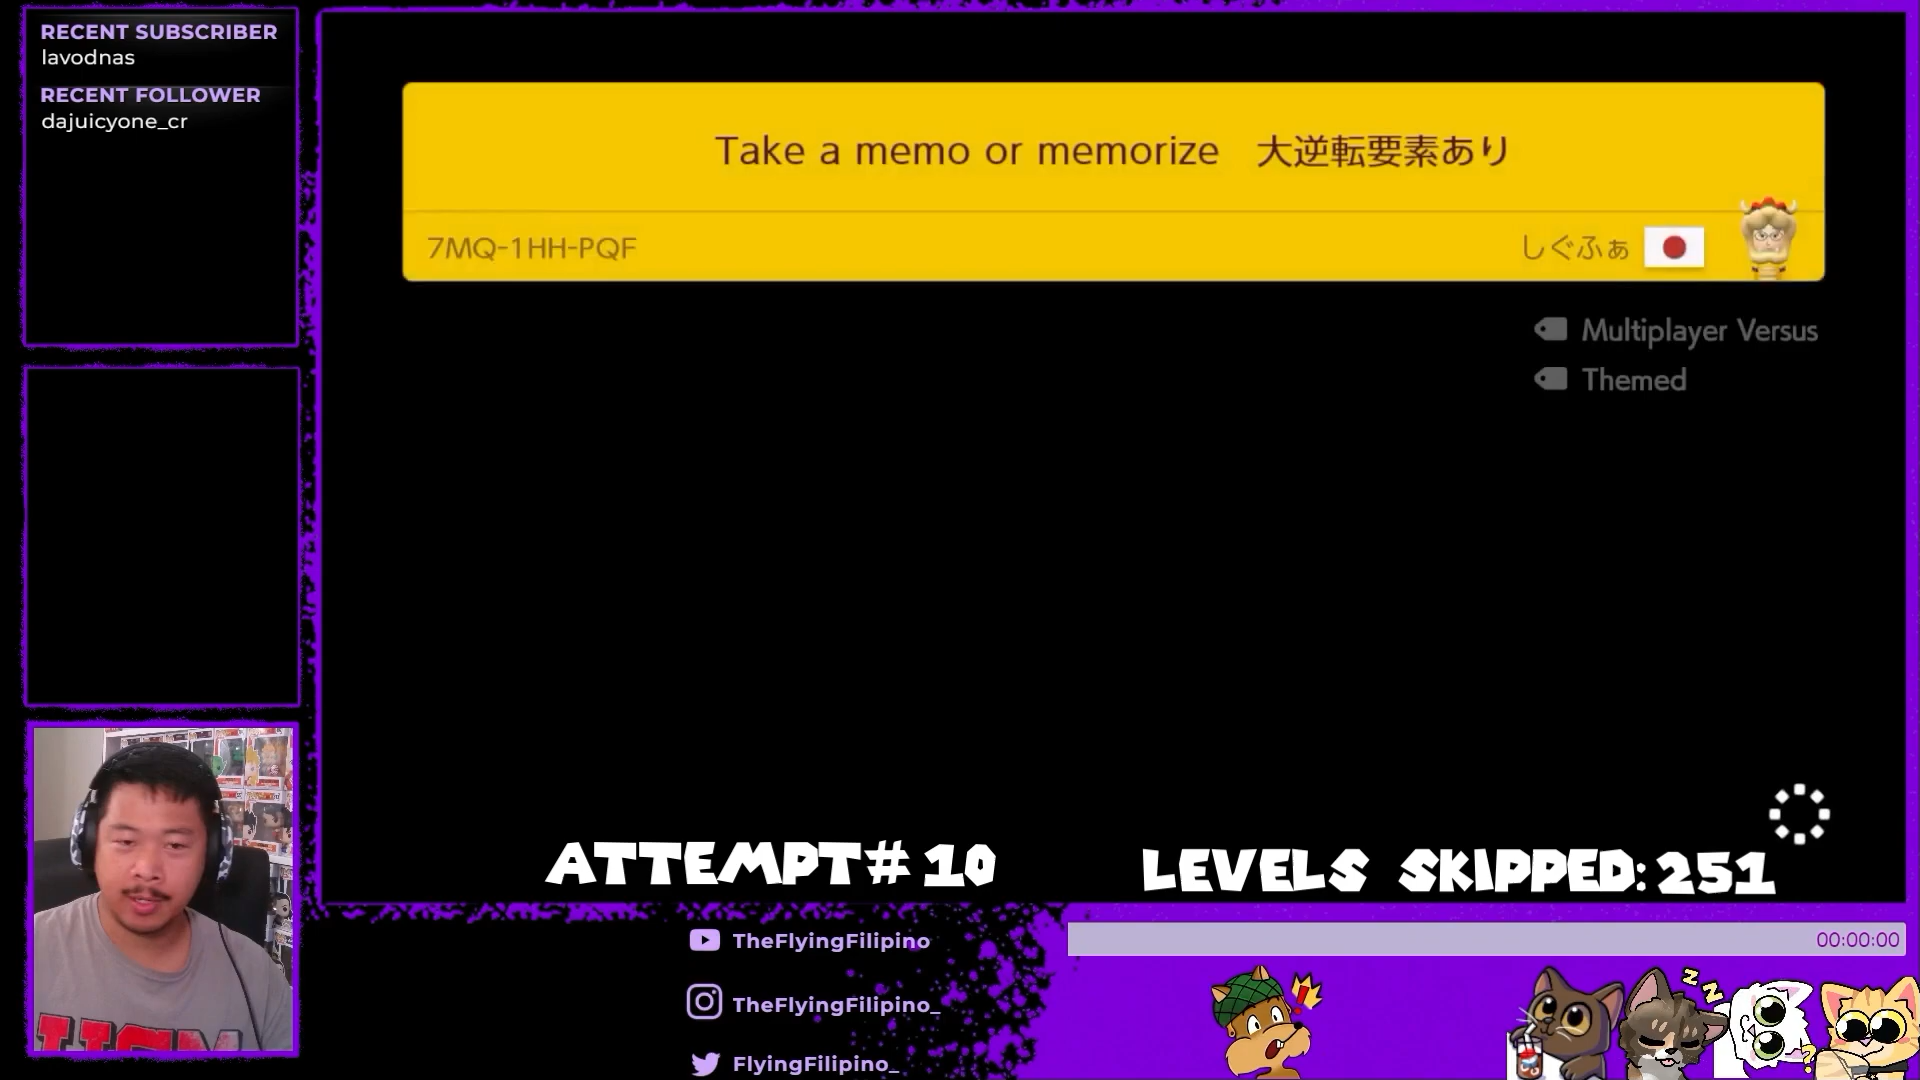 RECENT SUBSCRIBER
lavodnas
RECENT FOLLOWER
dajuicyone_cr
Take a memo or memorize　大逆転要素あり
7MQ-1HH-PQF
しぐふぁ
Multiplayer Versus
Themed
ATTEMPT# 10
LEVELS SKIPPED: 251
TheFlyingFilipino
00:00:00
TheFlyingFilipino_
FlyingFilipino_